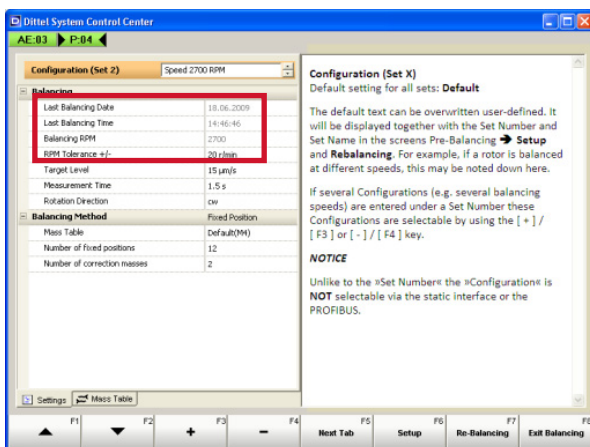 Dittel System Control Center
AE:03 P:04
Configuration (Set 2) Speed 2700 RPM
Balancing
Last Balancing Date 18.06.2009
Last Balancing Time 14:46:46
Balancing RPM 2700
RPM Tolerance +/- 20 r/min
Target Level 15 µm/s
Measurement Time 1.5 s
Rotation Direction cw
Balancing Method Fixed Position
Mass Table Default(M4)
Number of fixed positions 12
Number of correction masses 2
Settings Mass Table
Configuration (Set X)
Default setting for all sets: Default
The default text can be overwritten user-defined. It
will be displayed together with the Set Number and
Set Name in the screens Pre-Balancing ➔ Setup
and Rebalancing. For example, if a rotor is balanced
at different speeds, this may be noted down here.
If several Configurations (e.g. several balancing
speeds) are entered under a Set Number these
Configurations are selectable by using the [ + ] /
[ F3 ] or [ - ] / [ F4 ] key.
NOTICE
Unlike to the »Set Number« the »Configuration« is
NOT selectable via the static interface or the
PROFIBUS.
F1 F2 F3 F4 F5 F6 F7 F8
+ - Next Tab Setup Re-Balancing Exit Balancing